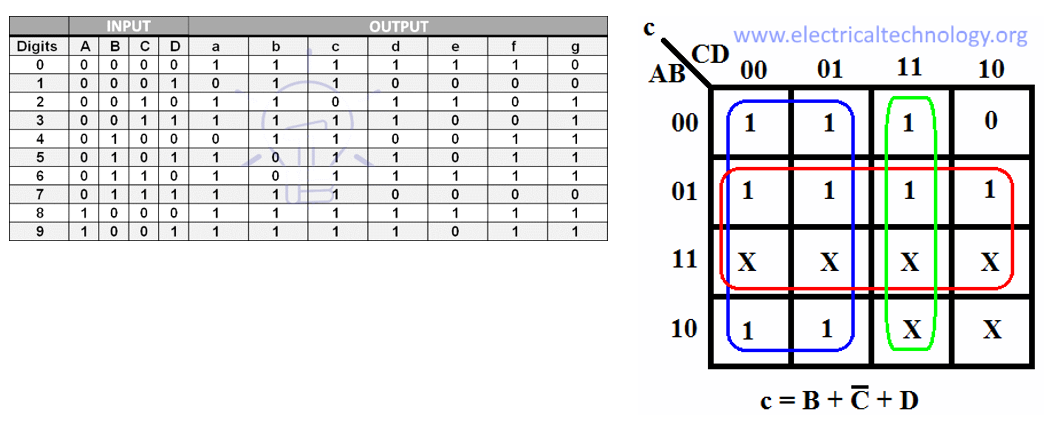 INPUT OUTPUT
Digits A B C D a b c d e f g
0 0 0 0 0 1 1 1 1 1 1 0
1 0 0 0 1 0 1 1 0 0 0 0
2 0 0 1 0 1 1 0 1 1 0 1
3 0 0 1 1 1 1 1 1 0 0 1
4 0 1 0 0 0 1 1 0 0 1 1
5 0 1 0 1 1 0 1 1 0 1 1
6 0 1 1 0 1 0 1 1 1 1 1
7 0 1 1 1 1 1 1 0 0 0 0
8 1 0 0 0 1 1 1 1 1 1 1
9 1 0 0 1 1 1 1 1 0 1 1
c www.electricaltechnology.org
CD
AB 00 01 11 10
00 1 1 1 0
01 1 1 1 1
11 X X X X
10 1 1 X X
c = B + C̅ + D